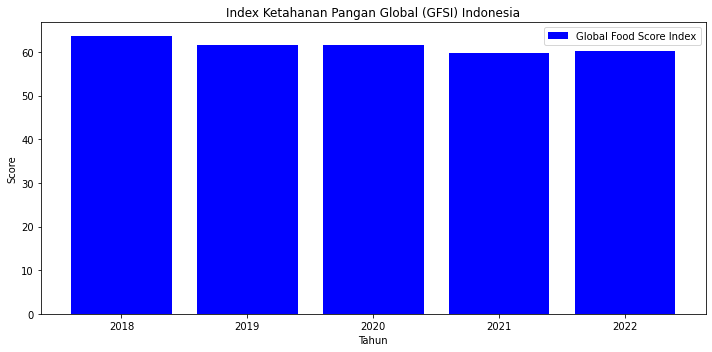 Index Ketahanan Pangan Global (GFSI) Indonesia
Global Food Score Index
60
50
40
30
20
10
0
Score
2018 2019 2020 2021 2022
Tahun